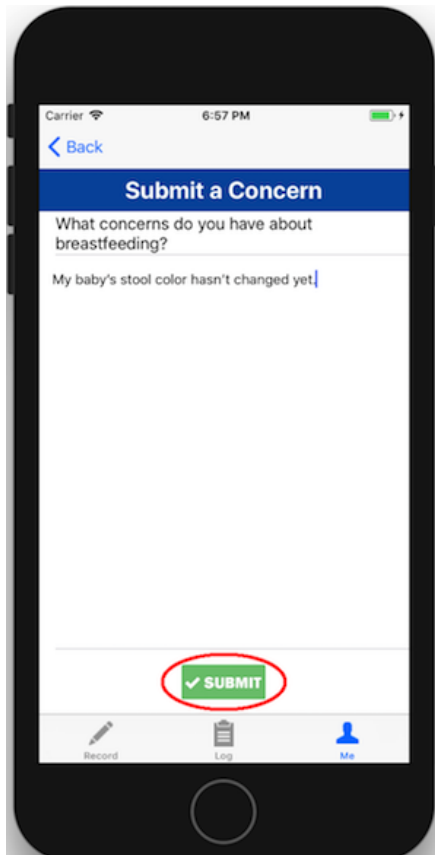 Carrier 6:57 PM
Back
Submit a Concern
What concerns do you have about
breastfeeding?
My baby's stool color hasn't changed yet.
SUBMIT
Record Log Me